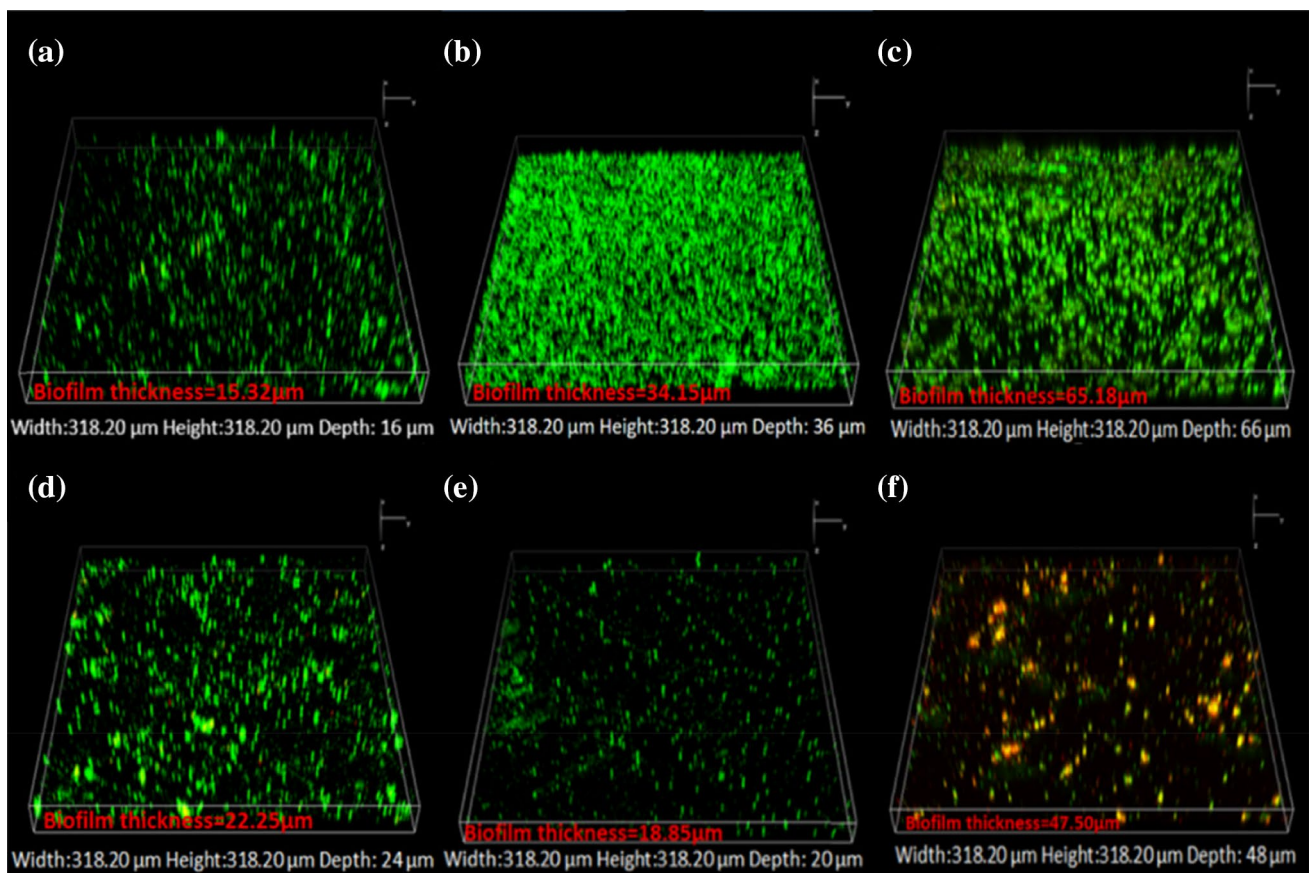 (a)
(b)
(c)
Biofilm thickness=15.32μm
Biofilm thickness=34.15μm
Biofilm thickness=65.18μm
Width:318.20 μm Height:318.20 μm Depth: 16 μm
Width:318.20 μm Height:318.20 μm Depth: 36 μm
Width:318.20 μm Height:318.20 μm Depth: 66 μm
(d)
(e)
(f)
Biofilm thickness=22.25μm
Biofilm thickness=18.85μm
Biofilm thickness=47.50μm
Width:318.20 μm Height:318.20 μm Depth: 24 μm
Width:318.20 μm Height:318.20 μm Depth: 20 μm
Width:318.20 μm Height:318.20 μm Depth: 48 μm